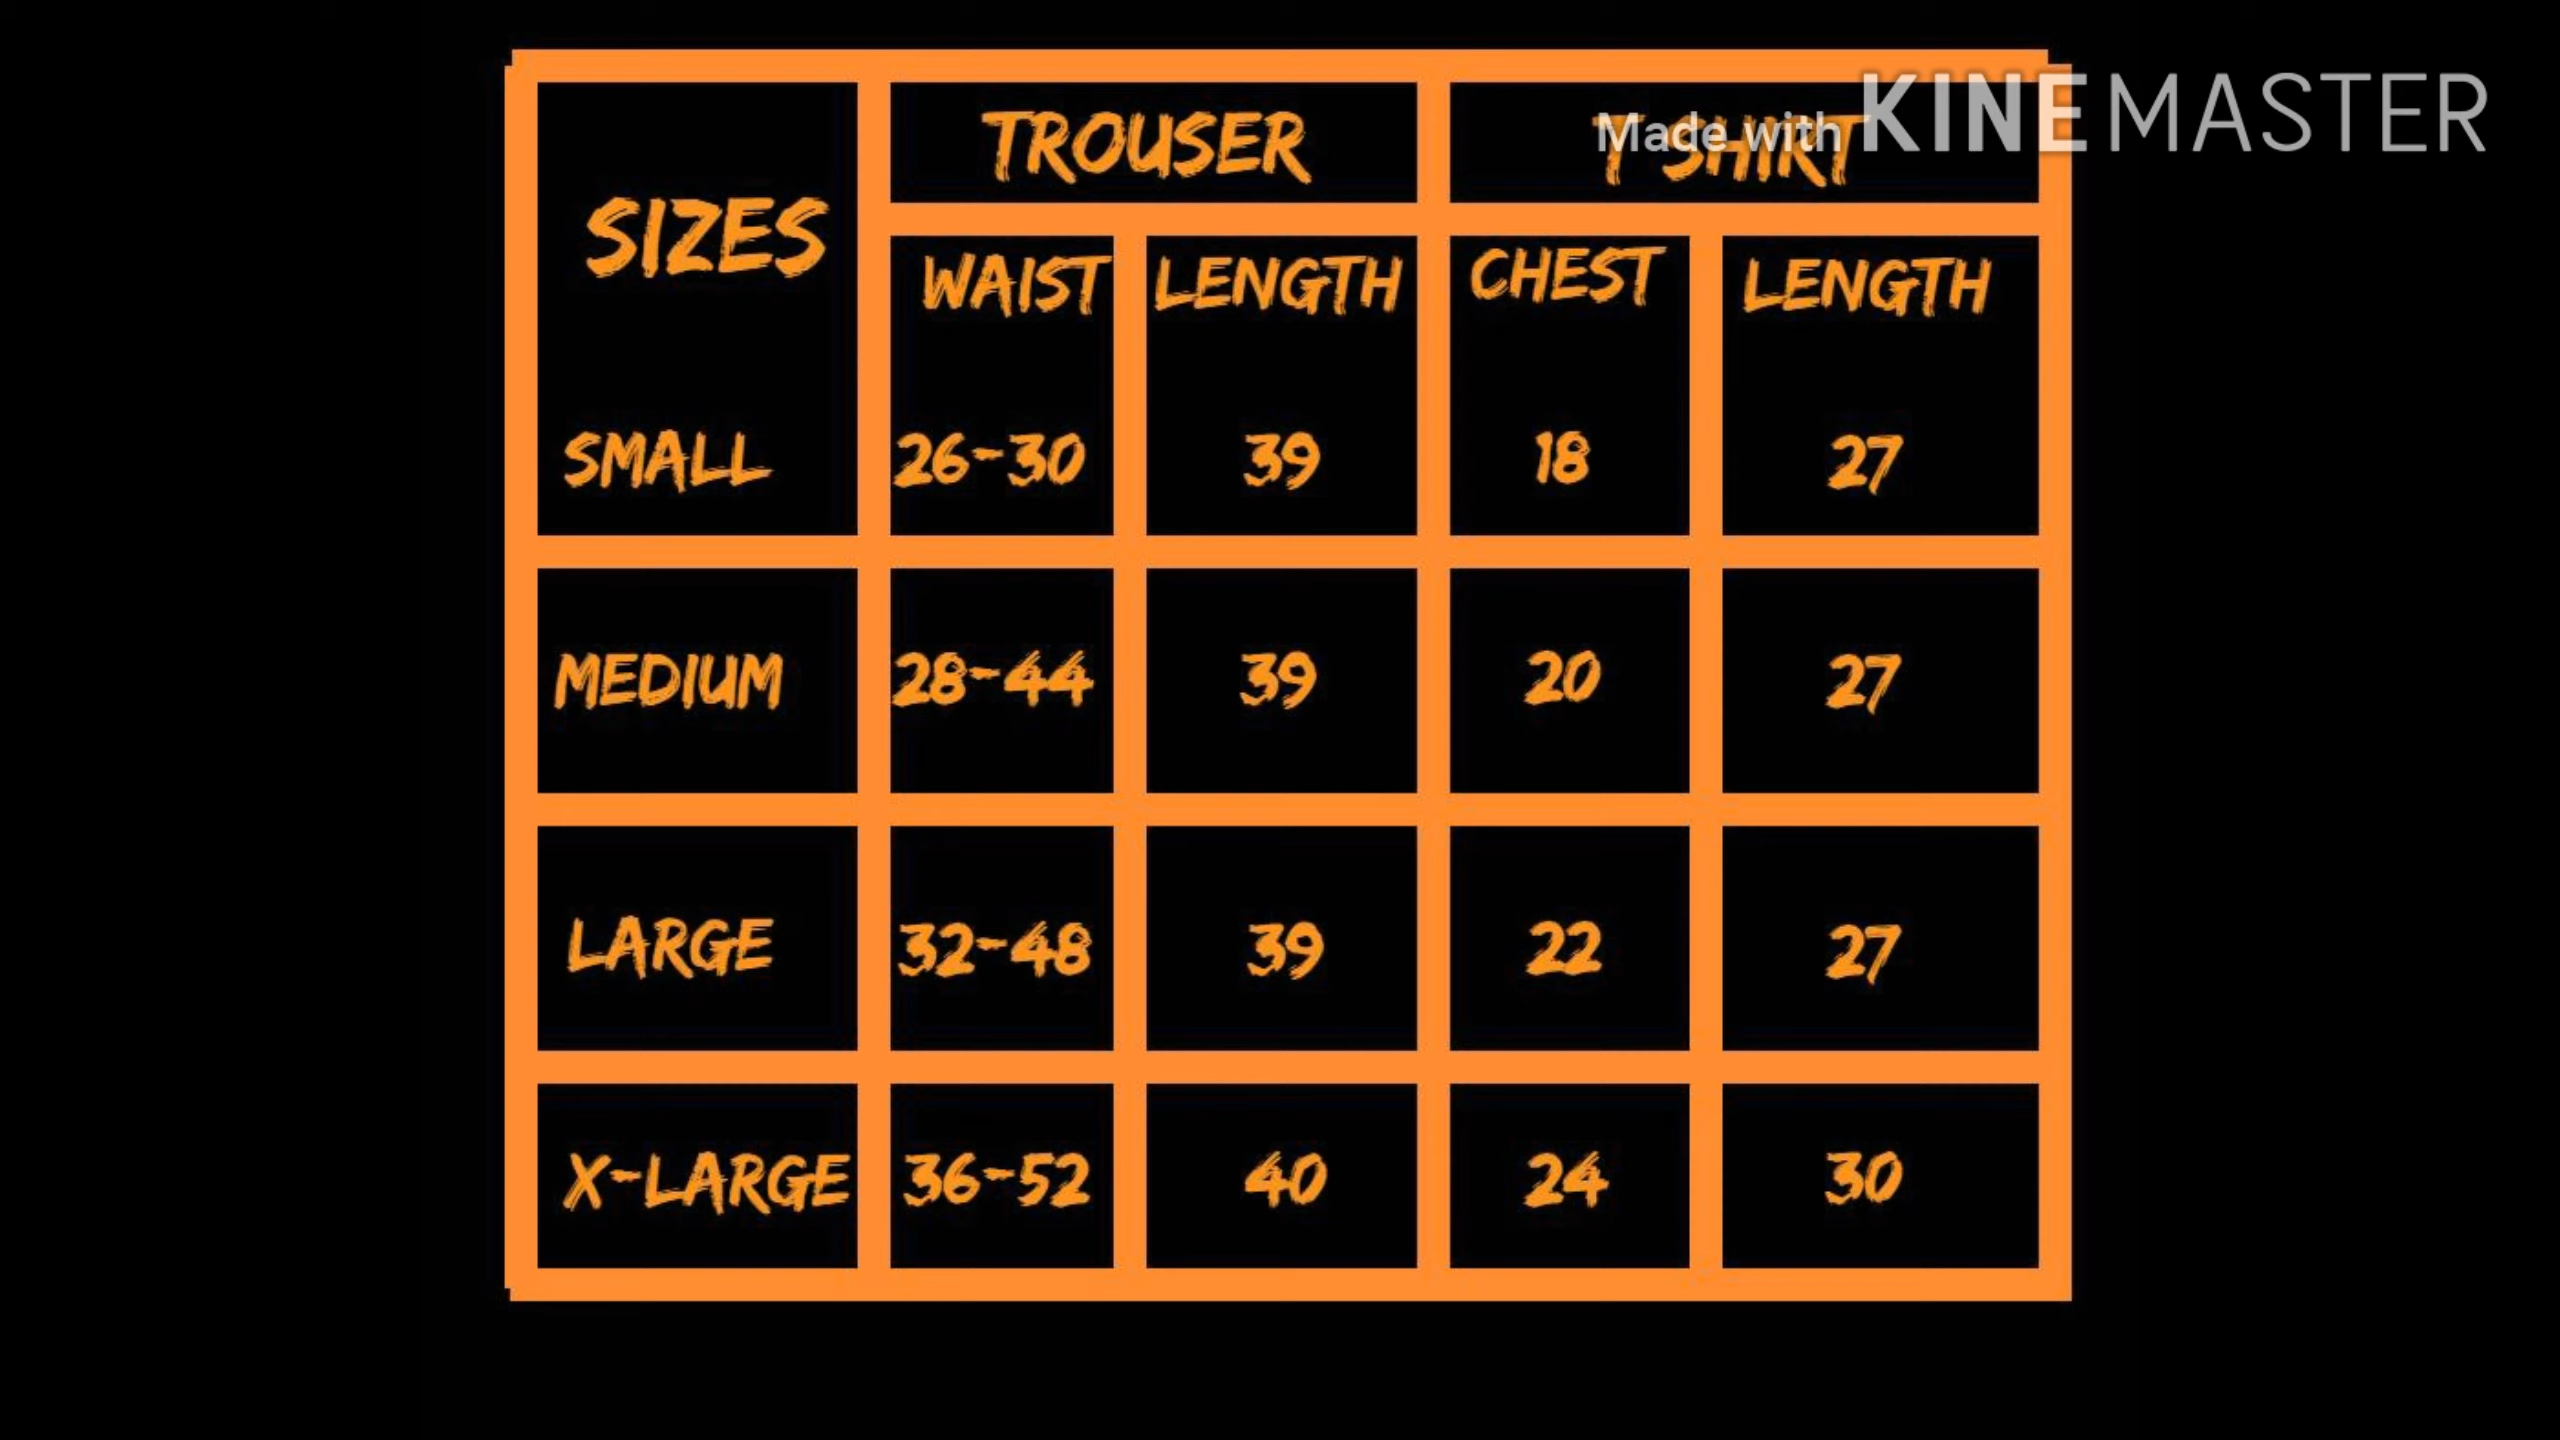 TROUSER
T SHIRT
Made with KINEMASTER
SIZES
WAIST LENGTH CHEST LENGTH
SMALL 26-30 39 18 27
MEDIUM 28-44 39 20 27
LARGE 32-48 39 22 27
X-LARGE 36-52 40 24 30